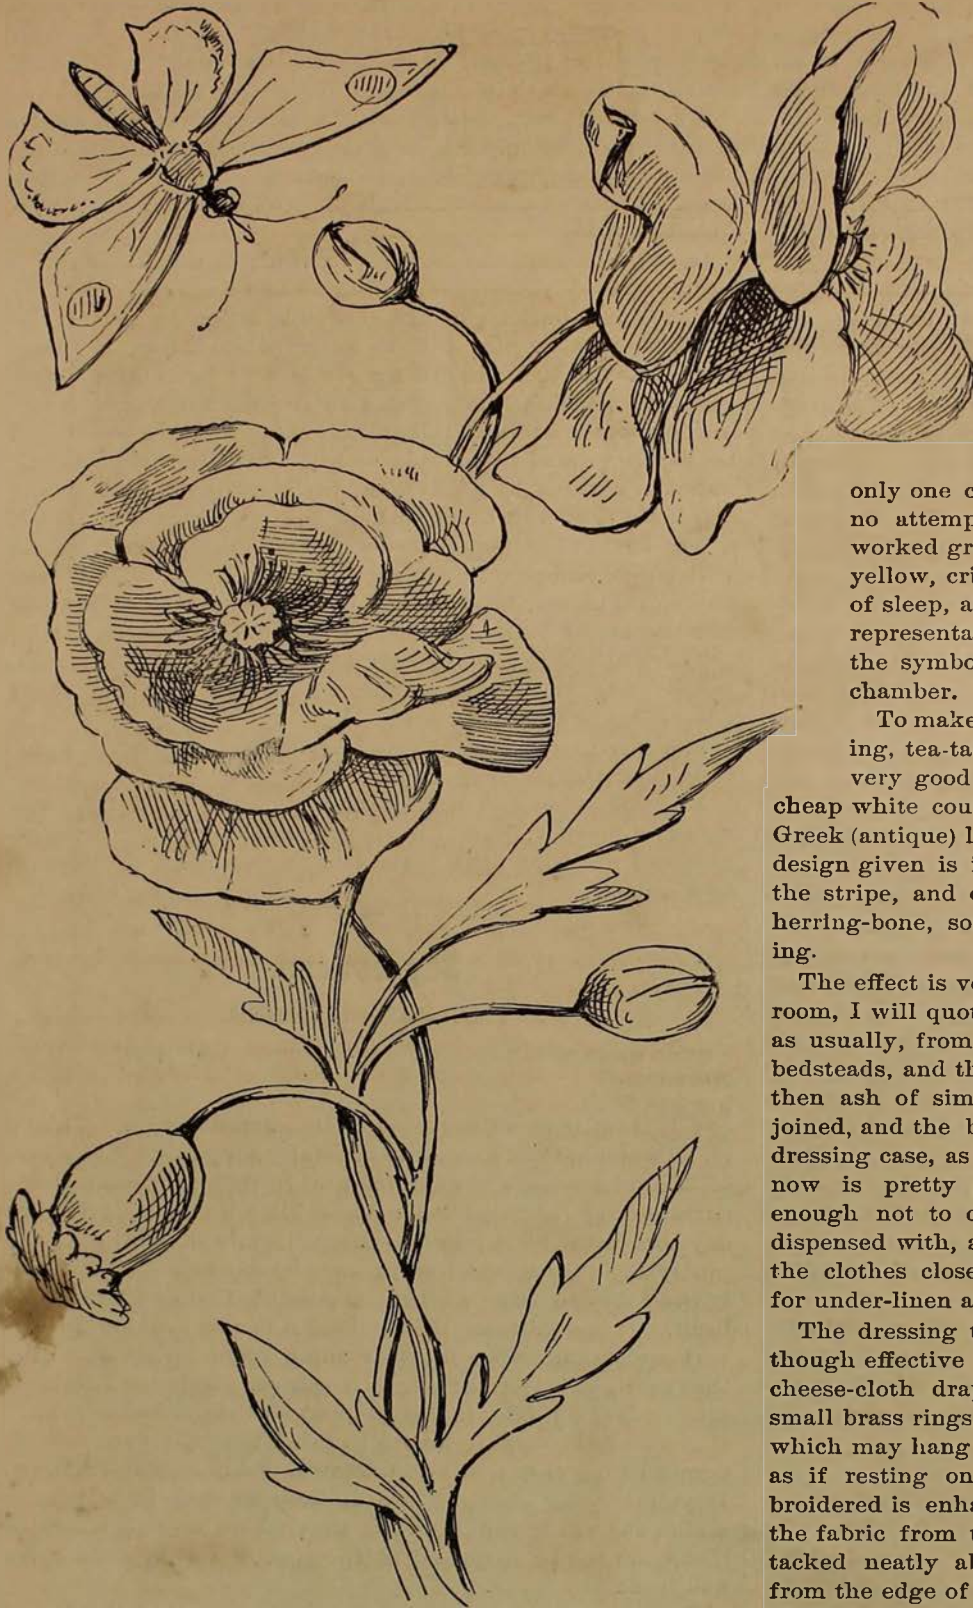 only one c
no attemp
worked gr
yellow, cri
of sleep, a
representa
the symbo
chamber.
To make
ing, tea-ta
very good
cheap white cou
Greek (antique) l
design given is i
the stripe, and
herring-bone, so
ing.
The effect is ve
room, I will quot
as usually, from
bedsteads, and th
then ash of sim
joined, and the b
dressing case, as
now is pretty
enough not to c
dispensed with, a
the clothes close
for under-linen a
The dressing t
though effective
cheese-cloth drap
small brass rings
which may hang
as if resting on
broidered is enha
the fabric from t
tacked neatly ab
from the edge of